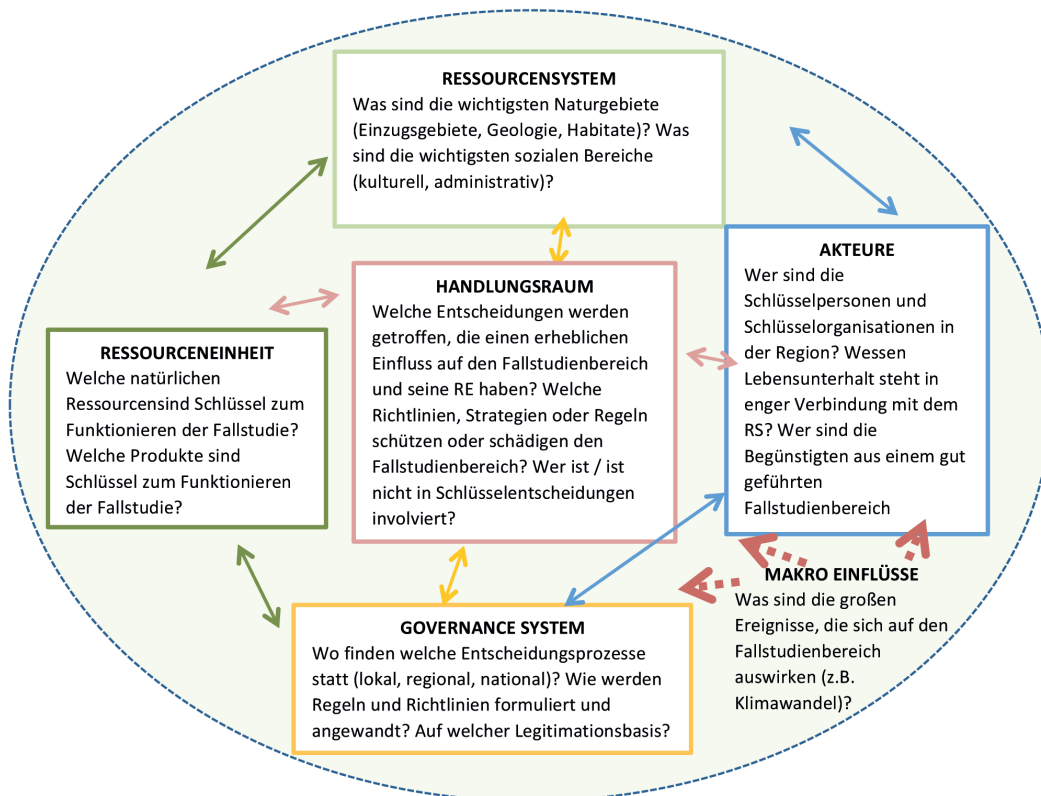 RESSOURCENSYSTEM
Was sind die wichtigsten Naturgebiete
(Einzugsgebiete, Geologie, Habitate)? Was
sind die wichtigsten sozialen Bereiche
(kulturell, administrativ)?
HANDLUNGSRAUM
Welche Entscheidungen werden
getroffen, die einen erheblichen
Einfluss auf den Fallstudienbereich
und seine RE haben? Welche
Richtlinien, Strategien oder Regeln
schützen oder schädigen den
Fallstudienbereich? Wer ist / ist
nicht in Schlüsselentscheidungen
involviert?
AKTEURE
Wer sind die
Schlüsselpersonen und
Schlüsselorganisationen in
der Region? Wessen
Lebensunterhalt steht in
enger Verbindung mit dem
RS? Wer sind die
Begünstigten aus einem gut
geführten
Fallstudienbereich
RESSOURCENEINHEIT
Welche natürlichen
Ressourcensind Schlüssel zum
Funktionieren der Fallstudie?
Welche Produkte sind
Schlüssel zum Funktionieren
der Fallstudie?
MAKRO EINFLÜSSE
Was sind die großen
Ereignisse, die sich auf den
Fallstudienbereich
auswirken (z.B.
Klimawandel)?
GOVERNANCE SYSTEM
Wo finden welche Entscheidungsprozesse
statt (lokal, regional, national)? Wie werden
Regeln und Richtlinien formuliert und
angewandt? Auf welcher Legitimationsbasis?